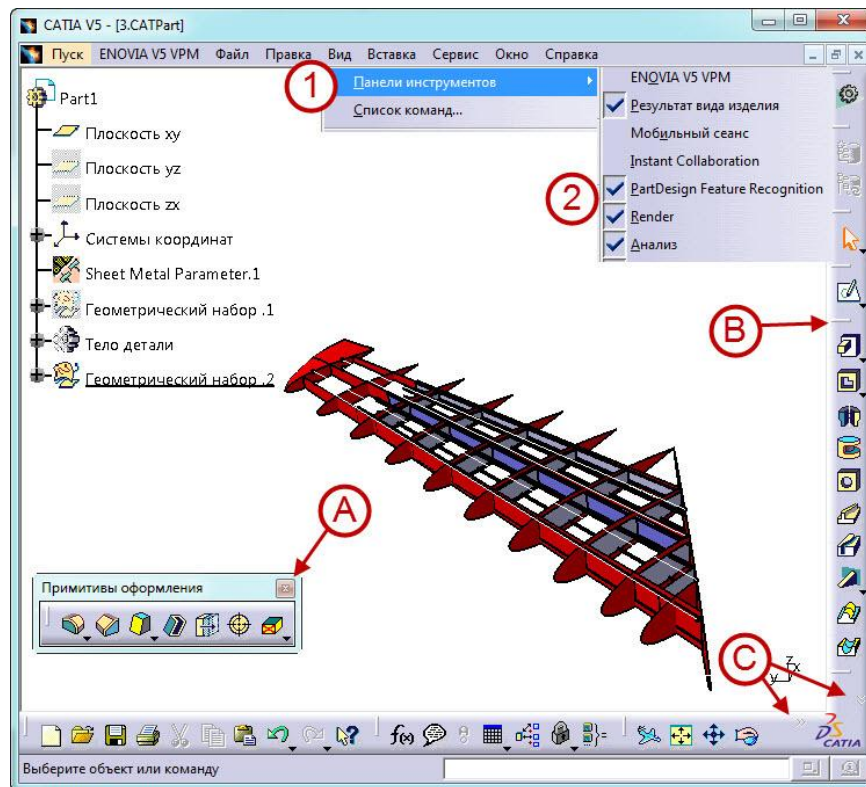 CATIA V5 - [3.CATPart]
Пуск ENOVIA V5 VPM Файл Правка Вид Вставка Сервис Окно Справка
1
Панели инструментов
Список команд...
ENOVIA V5 VPM
Результат вида изделия
Мобильный сеанс
Instant Collaboration
2
PartDesign Feature Recognition
Render
Анализ
Part1
Плоскость xy
Плоскость yz
Плоскость zx
Системы координат
Sheet Metal Parameter.1
Геометрический набор .1
Тело детали
Геометрический набор .2
B
A
Примитивы оформления
C
z
x
y
f(x)
DS
CATIA
Выберите объект или команду